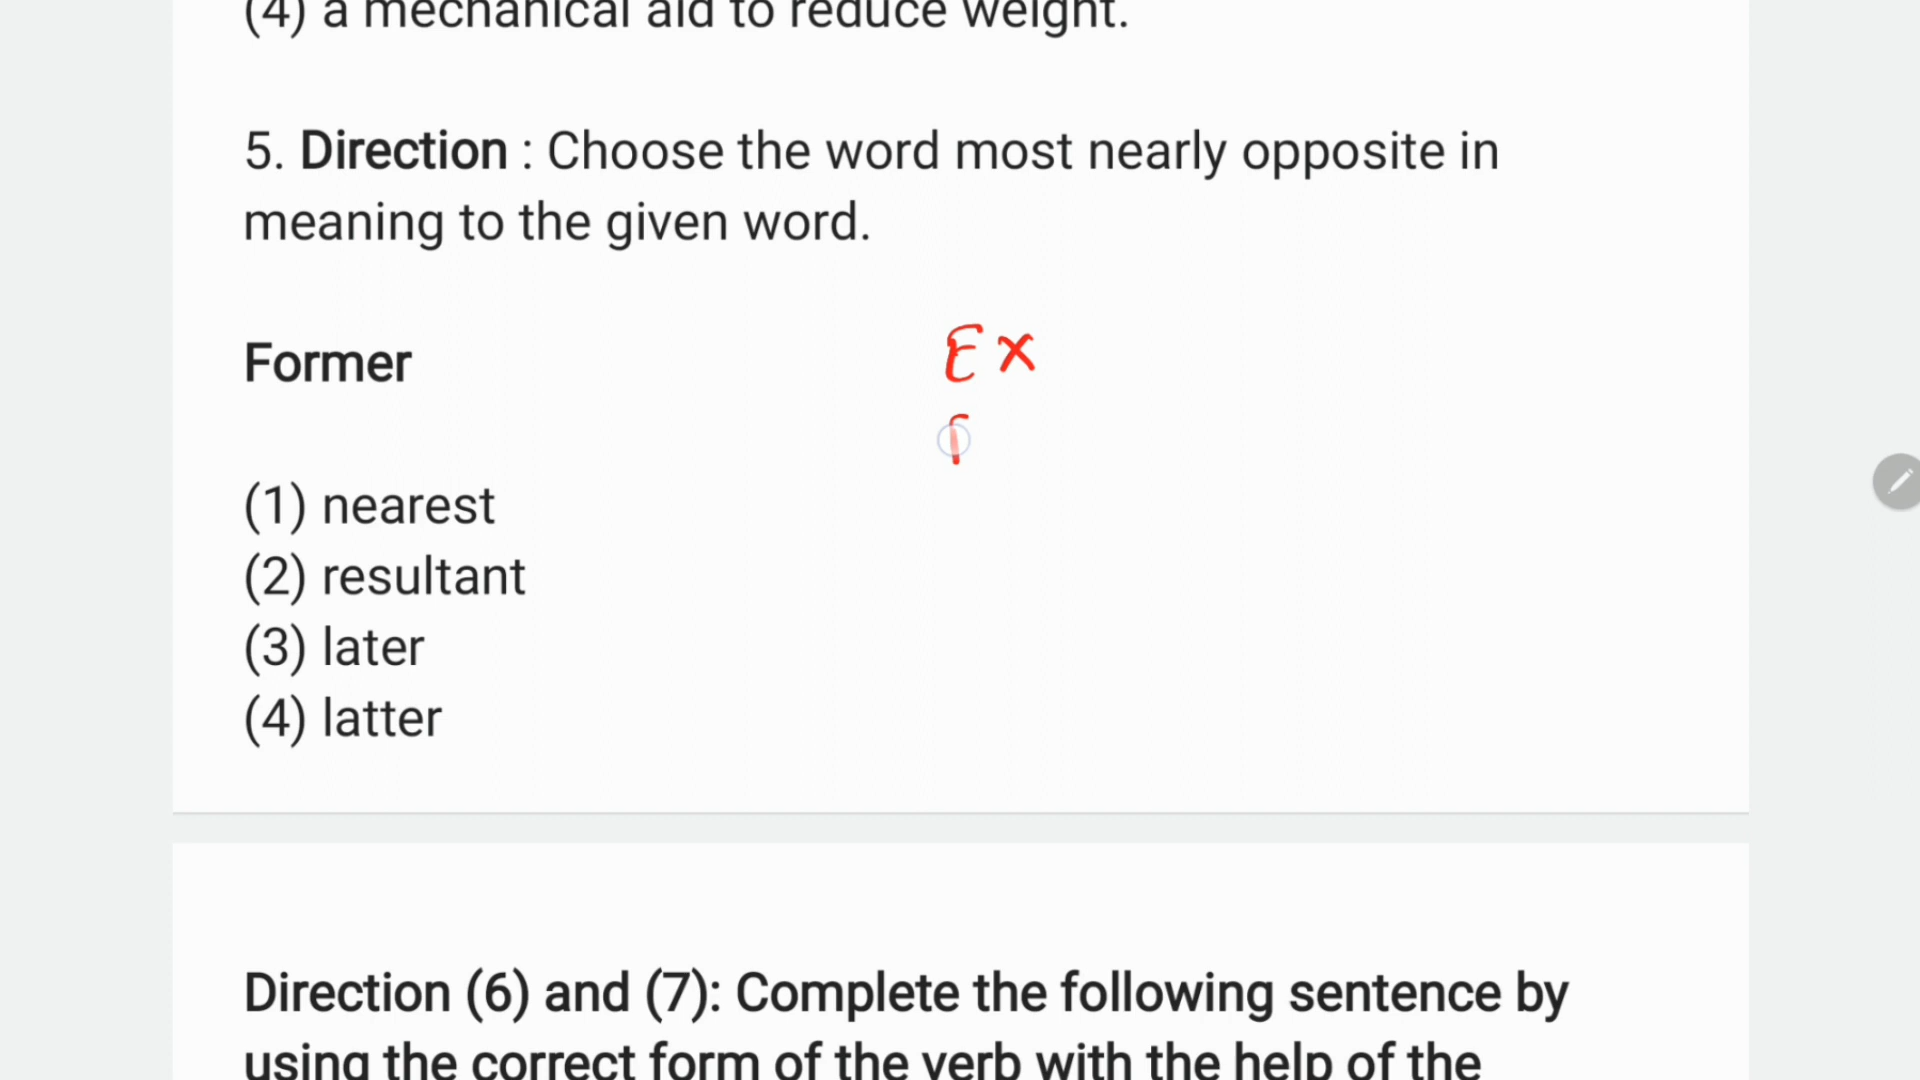 (4) a mechanical aid to reduce weight.
5. Direction : Choose the word most nearly opposite in
meaning to the given word.
Former
Ex
(1) nearest
(2) resultant
(3) later
(4) latter
Direction (6) and (7): Complete the following sentence by
using the correct form of the verb with the help of the